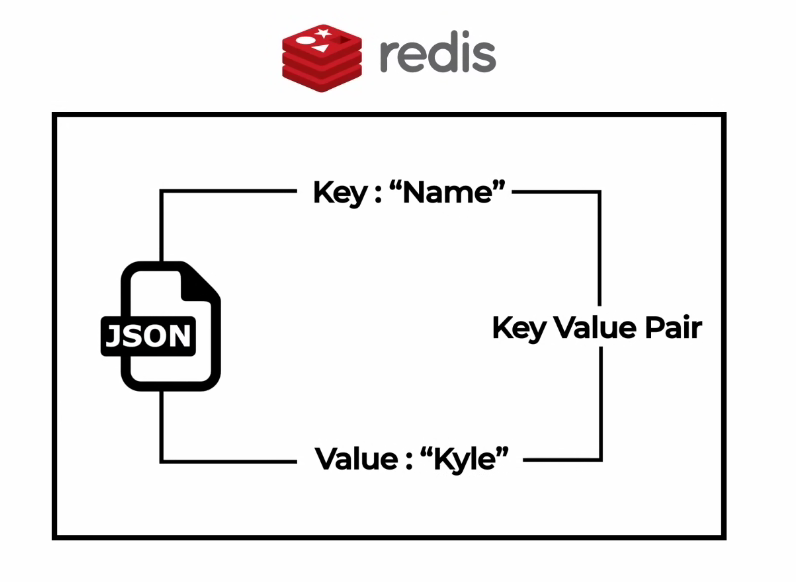 redis
Key : “Name”
JSON
Key Value Pair
Value : “Kyle”